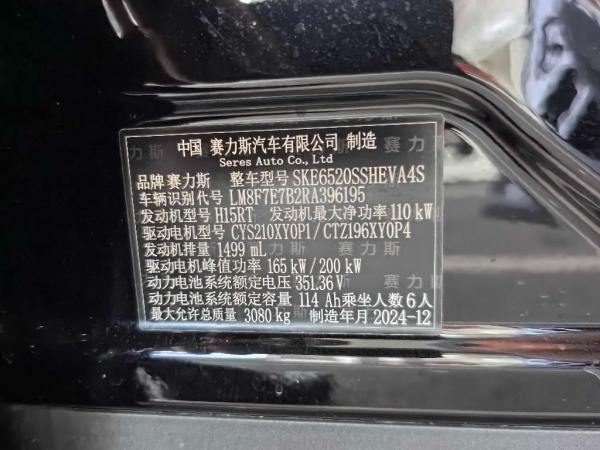 中国 赛力斯汽车有限公司 制造
Seres Auto Co., Ltd
品牌 赛力斯 整车型号 SKE6520SSHEVA4S
车辆识别代号 LM8F7E7B2RA396195
发动机型号 H15RT 发动机最大净功率 110 kW
驱动电机型号 CYS210XY0P1/CTZ196XY0P4
发动机排量 1499 mL
驱动电机峰值功率 165 kW/200 kW
动力电池系统额定电压 351.36 V
动力电池系统额定容量 114 Ah 乘坐人数 6人
最大允许总质量 3080 kg 制造年月 2024-12